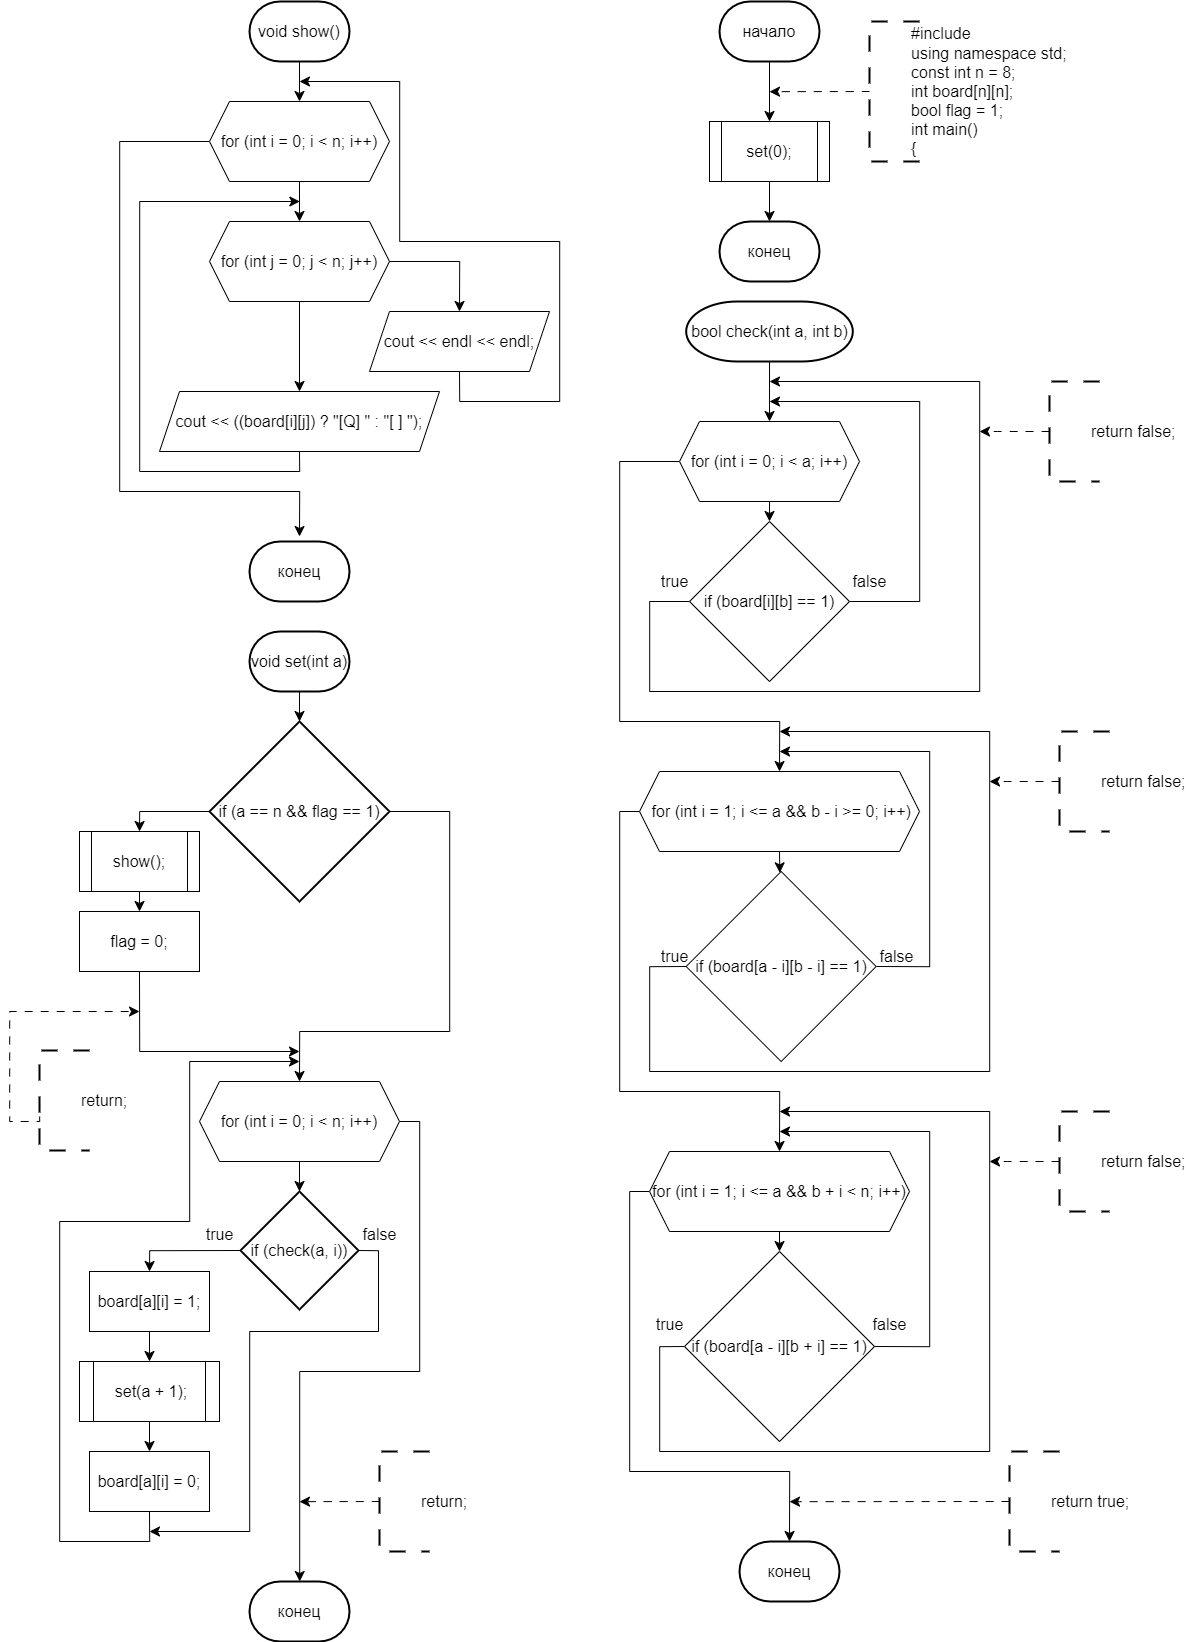 void show()
for (int i = 0; i < n; i++)
for (int j = 0; j < n; j++)
cout << endl << endl;
cout << ((board[i][j]) ? "[Q] " : "[ ] ");
конец
void set(int a)
if (a == n && flag == 1)
show();
flag = 0;
return;
for (int i = 0; i < n; i++)
true
false
if (check(a, i))
board[a][i] = 1;
set(a + 1);
board[a][i] = 0;
return;
конец
начало
#include
using namespace std;
const int n = 8;
int board[n][n];
bool flag = 1;
int main()
{
set(0);
конец
bool check(int a, int b)
return false;
for (int i = 0; i < a; i++)
true
false
if (board[i][b] == 1)
return false;
for (int i = 1; i <= a && b - i >= 0; i++)
true
false
if (board[a - i][b - i] == 1)
return false;
for (int i = 1; i <= a && b + i < n; i++)
true
false
if (board[a - i][b + i] == 1)
return true;
конец